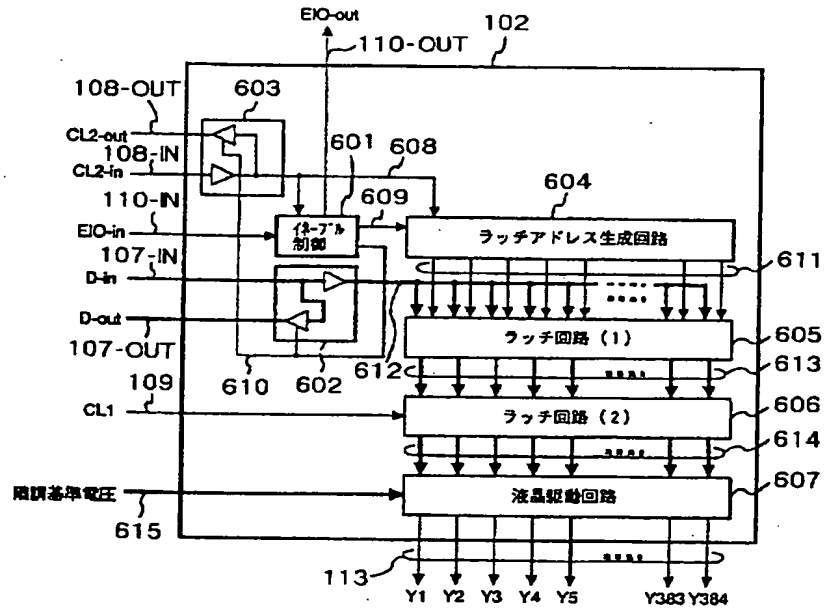 EIO-out
102
110-OUT
108-OUT
603
CL2-out
108-IN
601
608
CL2-in
604
110-IN
609
EIO-in
イネーブル
制御
ラッチアドレス生成回路
107-IN
611
D-in
D-out
ラッチ回路(1)
605
107-OUT
610
602
612
613
109
CL1
ラッチ回路(2)
606
614
階調基準電圧
液晶駆動回路
607
615
113
Y1 Y2 Y3 Y4 Y5 Y383 Y384